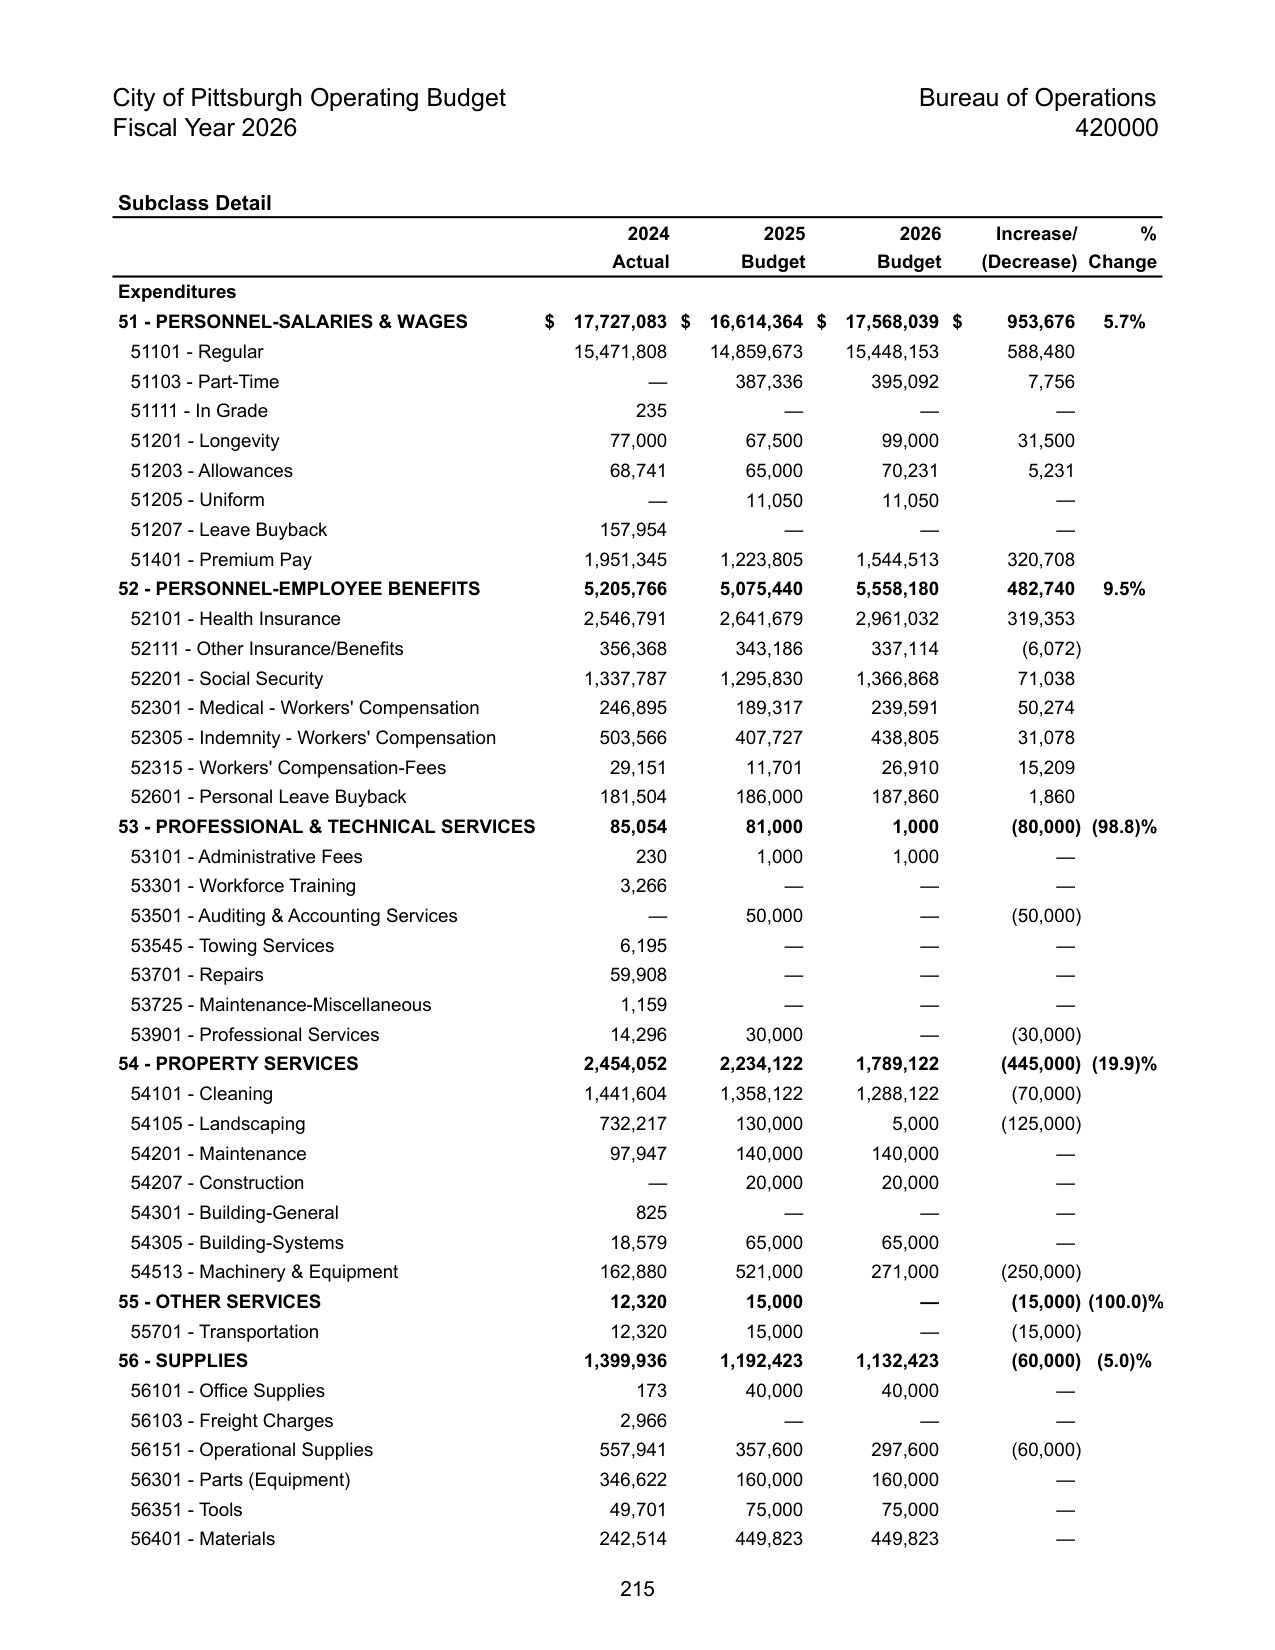 City of Pittsburgh Operating Budget Bureau of Operations
Fiscal Year 2026 420000
Subclass Detail
2024 2025 2026 Increase/ %
Actual Budget Budget (Decrease) Change
Expenditures
51 - PERSONNEL-SALARIES & WAGES $ 17,727,083 $ 16,614,364 $ 17,568,039 $ 953,676 5.7%
51101 - Regular 15,471,808 14,859,673 15,448,153 588,480
51103 - Part-Time — 387,336 395,092 7,756
51111 - In Grade 235 — — —
51201 - Longevity 77,000 67,500 99,000 31,500
51203 - Allowances 68,741 65,000 70,231 5,231
51205 - Uniform — 11,050 11,050 —
51207 - Leave Buyback 157,954 — — —
51401 - Premium Pay 1,951,345 1,223,805 1,544,513 320,708
52 - PERSONNEL-EMPLOYEE BENEFITS 5,205,766 5,075,440 5,558,180 482,740 9.5%
52101 - Health Insurance 2,546,791 2,641,679 2,961,032 319,353
52111 - Other Insurance/Benefits 356,368 343,186 337,114 (6,072)
52201 - Social Security 1,337,787 1,295,830 1,366,868 71,038
52301 - Medical - Workers' Compensation 246,895 189,317 239,591 50,274
52305 - Indemnity - Workers' Compensation 503,566 407,727 438,805 31,078
52315 - Workers' Compensation-Fees 29,151 11,701 26,910 15,209
52601 - Personal Leave Buyback 181,504 186,000 187,860 1,860
53 - PROFESSIONAL & TECHNICAL SERVICES 85,054 81,000 1,000 (80,000) (98.8)%
53101 - Administrative Fees 230 1,000 1,000 —
53301 - Workforce Training 3,266 — — —
53501 - Auditing & Accounting Services — 50,000 — (50,000)
53545 - Towing Services 6,195 — — —
53701 - Repairs 59,908 — — —
53725 - Maintenance-Miscellaneous 1,159 — — —
53901 - Professional Services 14,296 30,000 — (30,000)
54 - PROPERTY SERVICES 2,454,052 2,234,122 1,789,122 (445,000) (19.9)%
54101 - Cleaning 1,441,604 1,358,122 1,288,122 (70,000)
54105 - Landscaping 732,217 130,000 5,000 (125,000)
54201 - Maintenance 97,947 140,000 140,000 —
54207 - Construction — 20,000 20,000 —
54301 - Building-General 825 — — —
54305 - Building-Systems 18,579 65,000 65,000 —
54513 - Machinery & Equipment 162,880 521,000 271,000 (250,000)
55 - OTHER SERVICES 12,320 15,000 — (15,000) (100.0)%
55701 - Transportation 12,320 15,000 — (15,000)
56 - SUPPLIES 1,399,936 1,192,423 1,132,423 (60,000) (5.0)%
56101 - Office Supplies 173 40,000 40,000 —
56103 - Freight Charges 2,966 — — —
56151 - Operational Supplies 557,941 357,600 297,600 (60,000)
56301 - Parts (Equipment) 346,622 160,000 160,000 —
56351 - Tools 49,701 75,000 75,000 —
56401 - Materials 242,514 449,823 449,823 —
215